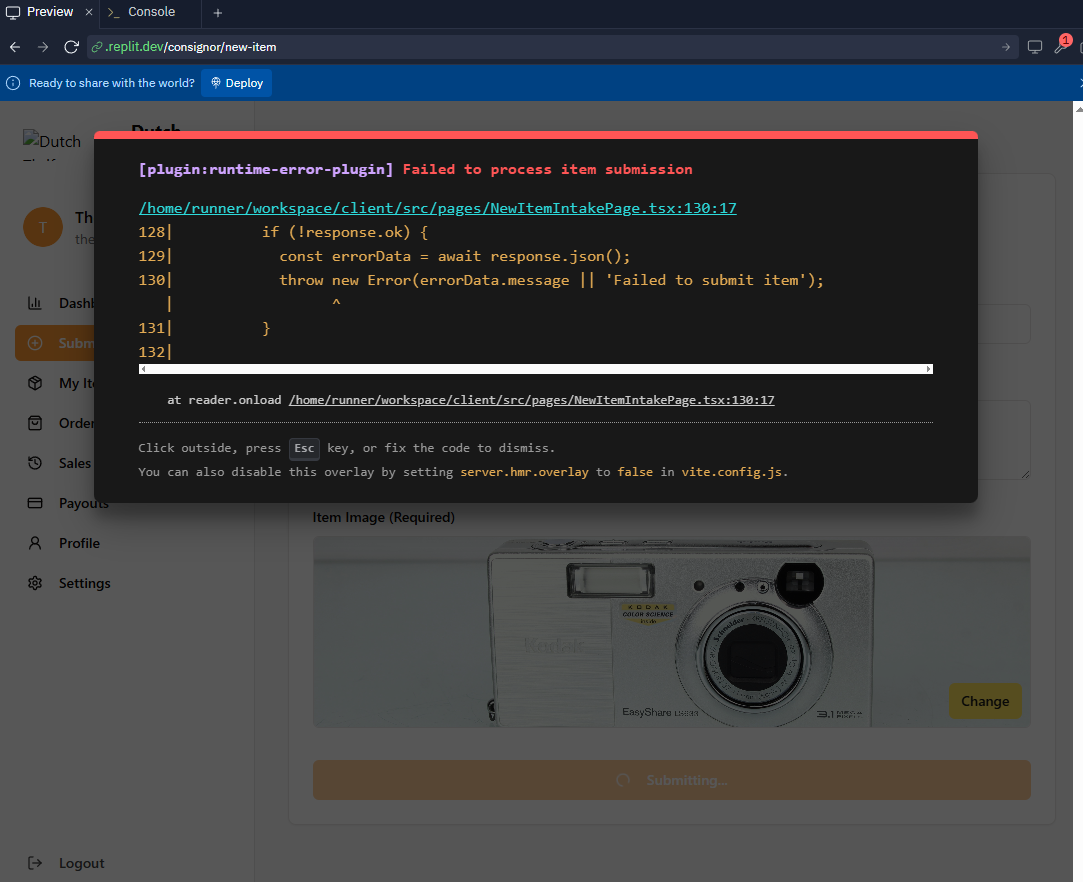 Preview
Console
.replit.dev/consignor/new-item
1
Ready to share with the world?
Deploy
Dutch
Dutch
[plugin:runtime-error-plugin] Failed to process item submission
/home/runner/workspace/client/src/pages/NewItemIntakePage.tsx:130:17
128| if (!response.ok) {
129| const errorData = await response.json();
130| throw new Error(errorData.message || 'Failed to submit item');
| ^
131| }
132|
at reader.onload /home/runner/workspace/client/src/pages/NewItemIntakePage.tsx:130:17
Click outside, press Esc key, or fix the code to dismiss.
You can also disable this overlay by setting server.hmr.overlay to false in vite.config.js.
T
Th
the
Dashb
Subm
My Ite
Order
Sales
Payouts
Profile
Settings
Logout
Item Image (Required)
KODAK
COLOR SCIENCE
inside
Kodak
Schneider
EasyShare
3.1 MEGA
PIXEL
Change
Submitting...